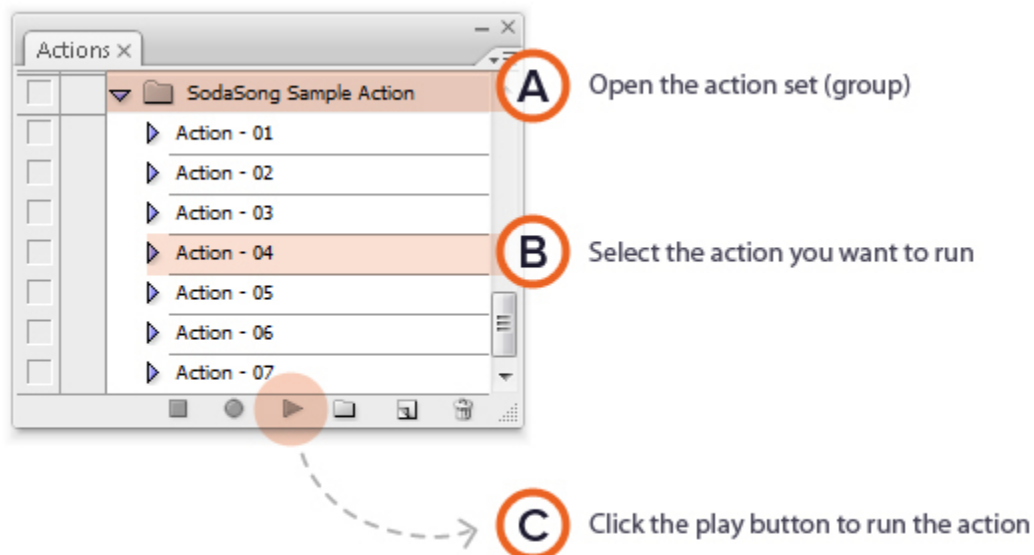 Actions ×
A Open the action set (group)
SodaSong Sample Action
Action - 01
Action - 02
Action - 03
Action - 04
B Select the action you want to run
Action - 05
Action - 06
Action - 07
C Click the play button to run the action